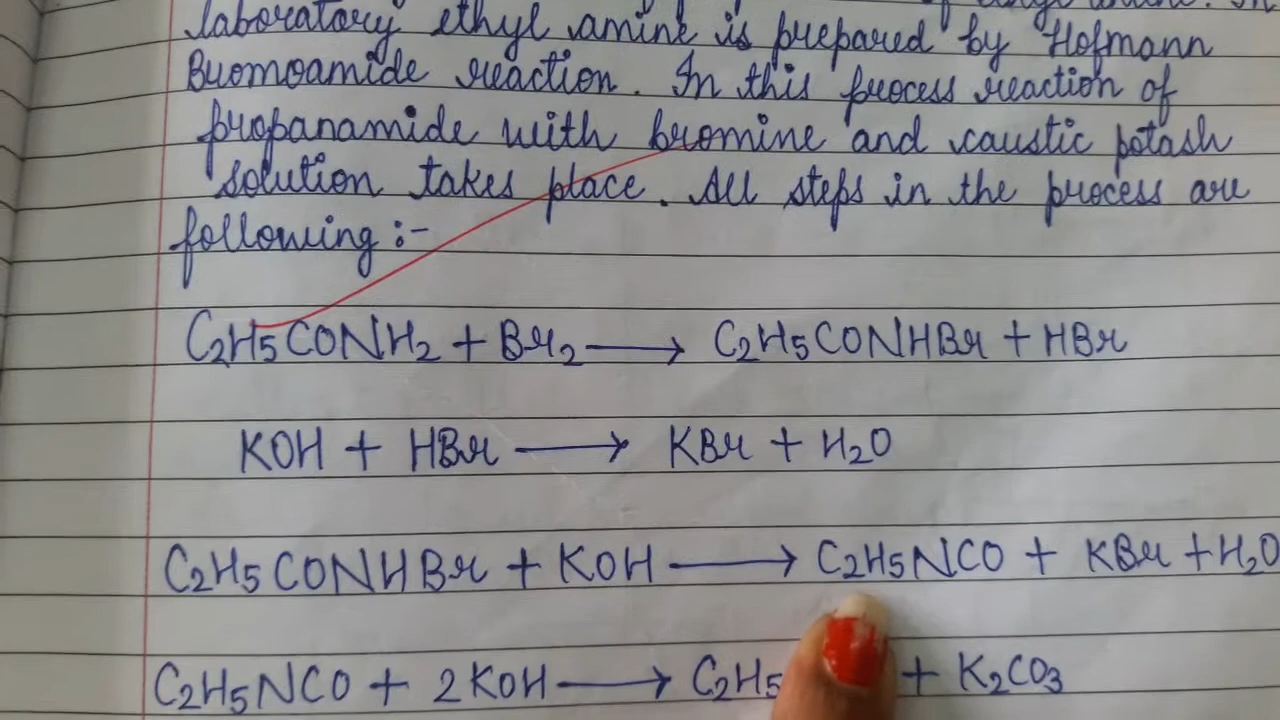 laboratory ethyl amine is prepared by Hofmann
Bromoamide reaction. In this process reaction of
propanamide with bromine and caustic potash
solution takes place. All steps in the process are
following :-
C2H5CONH2 + Br2 ⟶ C2H5CONHBr + HBr
KOH + HBr ⟶ KBr + H2O
C2H5CONHBr + KOH ⟶ C2H5NCO + KBr + H2O
C2H5NCO + 2KOH ⟶ C2H5 + K2CO3